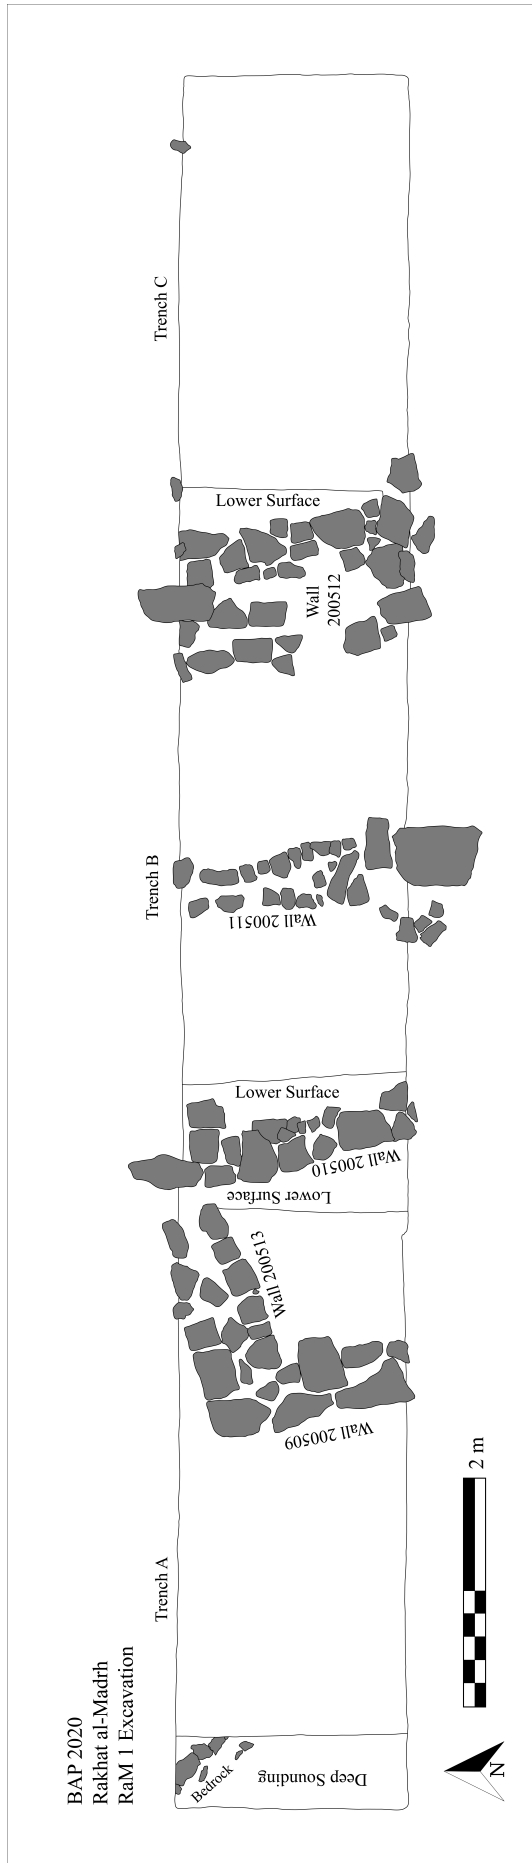 Trench C
Lower Surface
Wall
200512
Trench B
Wall 200511
Lower Surface
Wall 200510
Lower Surface
Wall 200513
Wall 200509
2 m
Trench A
BAP 2020
Rakhat al-Madrh
RaM 1 Excavation
Bedrock
Deep Sounding
N